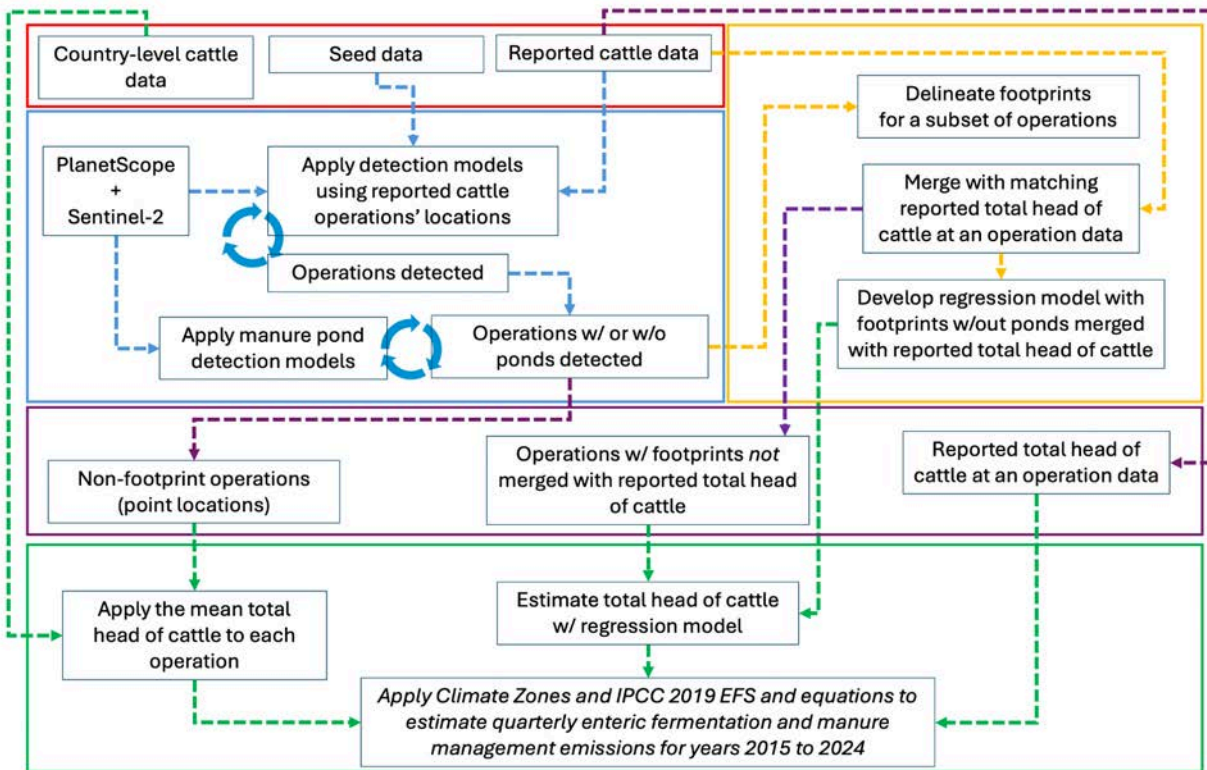 Country-level cattle
data
Seed data
Reported cattle data
Delineate footprints
for a subset of operations
PlanetScope
+
Sentinel-2
Apply detection models
using reported cattle
operations' locations
Merge with matching
reported total head of
cattle at an operation data
Operations detected
Develop regression model with
footprints w/out ponds merged
with reported total head of cattle
Apply manure pond
detection models
Operations w/ or w/o
ponds detected
Non-footprint operations
(point locations)
Operations w/ footprints not
merged with reported total head
of cattle
Reported total head of
cattle at an operation data
Apply the mean total
head of cattle to each
operation
Estimate total head of cattle
w/ regression model
Apply Climate Zones and IPCC 2019 EFS and equations to
estimate quarterly enteric fermentation and manure
management emissions for years 2015 to 2024